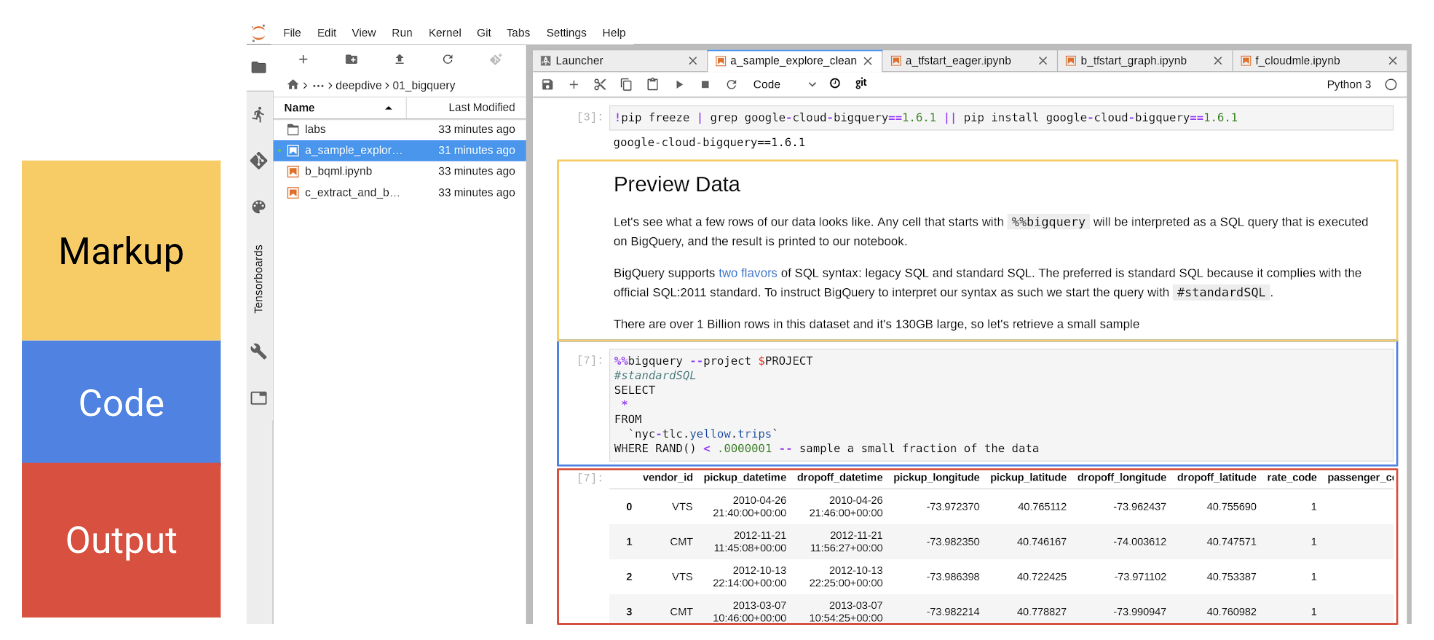 Markup
Code
Output
File Edit View Run Kernel Git Tabs Settings Help
··· > deepdive > 01_bigquery
Name Last Modified
labs 33 minutes ago
a_sample_explor... 31 minutes ago
b_bqml.ipynb 33 minutes ago
c_extract_and_b... 33 minutes ago
Tensorboards
Launcher a_sample_explore_clean a_tfstart_eager.ipynb b_tfstart_graph.ipynb f_cloudmle.ipynb
Code git Python 3
[3]: !pip freeze | grep google-cloud-bigquery==1.6.1 || pip install google-cloud-bigquery==1.6.1
google-cloud-bigquery==1.6.1
Preview Data
Let's see what a few rows of our data looks like. Any cell that starts with %%bigquery will be interpreted as a SQL query that is executed
on BigQuery, and the result is printed to our notebook.
BigQuery supports two flavors of SQL syntax: legacy SQL and standard SQL. The preferred is standard SQL because it complies with the
official SQL:2011 standard. To instruct BigQuery to interpret our syntax as such we start the query with #standardSQL .
There are over 1 Billion rows in this dataset and it's 130GB large, so let's retrieve a small sample
[7]: %%bigquery --project $PROJECT
#standardSQL
SELECT
*
FROM
`nyc-tlc.yellow.trips`
WHERE RAND() < .0000001 -- sample a small fraction of the data
[7]: vendor_id pickup_datetime dropoff_datetime pickup_longitude pickup_latitude dropoff_longitude dropoff_latitude rate_code passenger_c
0 VTS 2010-04-26 21:40:00+00:00 2010-04-26 21:46:00+00:00 -73.972370 40.765112 -73.962437 40.755690 1
1 CMT 2012-11-21 11:45:08+00:00 2012-11-21 11:56:27+00:00 -73.982350 40.746167 -74.003612 40.747571 1
2 VTS 2012-10-13 22:14:00+00:00 2012-10-13 22:25:00+00:00 -73.986398 40.722425 -73.971102 40.753387 1
3 CMT 2013-03-07 10:46:00+00:00 2013-03-07 10:54:25+00:00 -73.982214 40.778827 -73.990947 40.760982 1